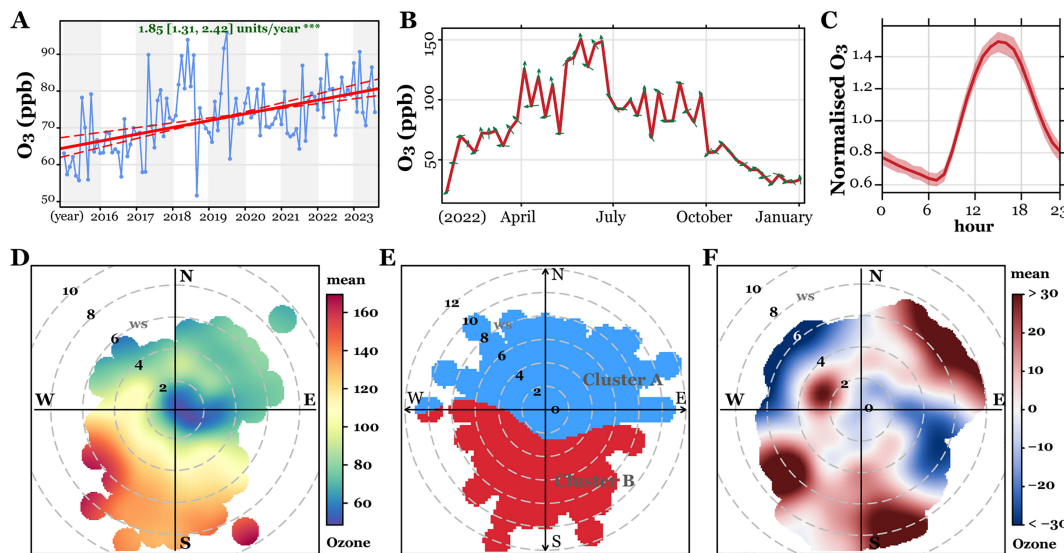 A
1.85 [1.31, 2.42] units/year ***
O3 (ppb)
90
80
70
60
50
(year) 2016 2017 2018 2019 2020 2021 2022 2023
B
O3 (ppb)
150
100
50
(2022) April July October January
C
Normalised O3
1.4
1.2
1.0
0.8
0.6
0 6 12 18 23
hour
D
N
W
E
S
ws
10
8
6
4
2
mean
160
140
120
100
80
60
Ozone
E
N
W
E
S
ws
12
10
8
6
4
2
0
Cluster A
Cluster B
F
N
W
E
S
ws
10
8
6
4
2
0
mean
> 30
20
10
0
−10
−20
< −30
Ozone